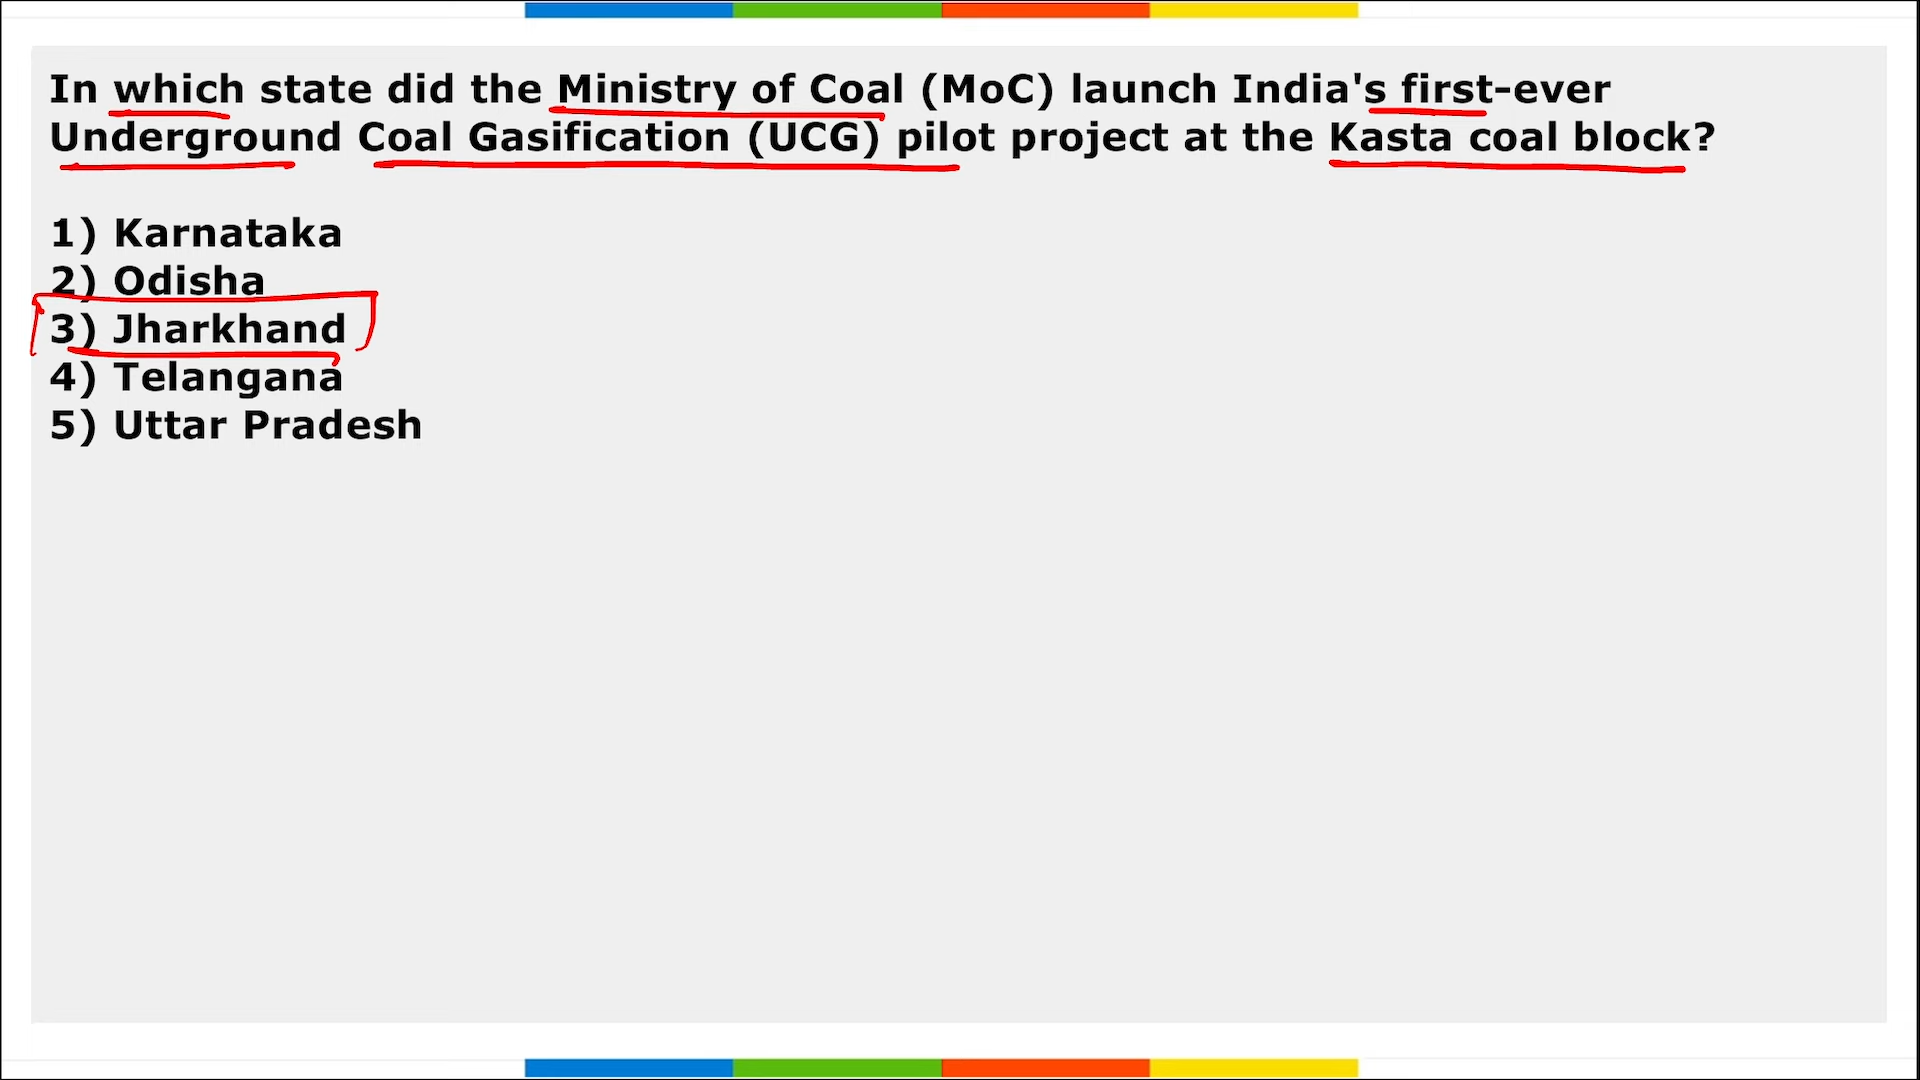 In which state did the Ministry of Coal (MoC) launch India's first-ever
Underground Coal Gasification (UCG) pilot project at the Kasta coal block?
1) Karnataka
2) Odisha
3) Jharkhand
4) Telangana
5) Uttar Pradesh